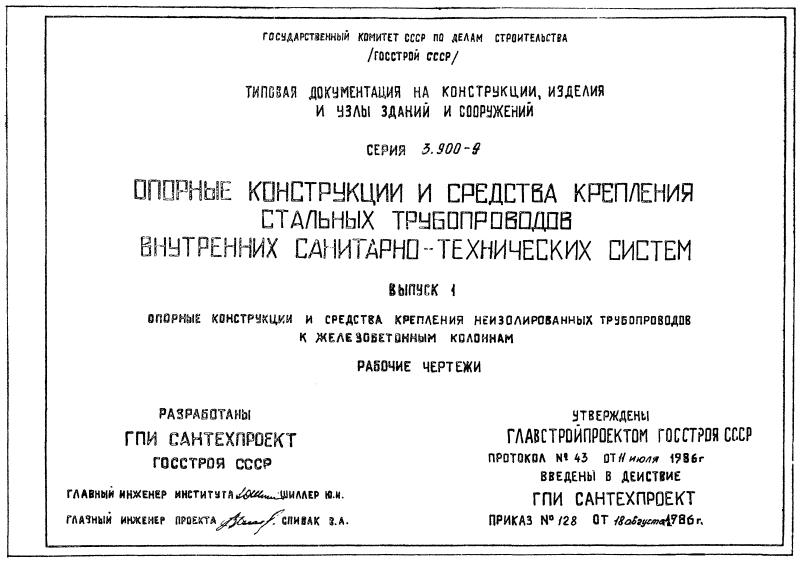 ГОСУДАРСТВЕННЫЙ КОМИТЕТ СССР ПО ДЕЛАМ СТРОИТЕЛЬСТВА
/ГОССТРОЙ СССР/
ТИПОВАЯ ДОКУМЕНТАЦИЯ НА КОНСТРУКЦИИ, ИЗДЕЛИЯ
И УЗЛЫ ЗДАНИЙ И СООРУЖЕНИЙ
СЕРИЯ 3.900-9
ОПОРНЫЕ КОНСТРУКЦИИ И СРЕДСТВА КРЕПЛЕНИЯ
СТАЛЬНЫХ ТРУБОПРОВОДОВ
ВНУТРЕННИХ САНИТАРНО-ТЕХНИЧЕСКИХ СИСТЕМ
ВЫПУСК 1
ОПОРНЫЕ КОНСТРУКЦИИ И СРЕДСТВА КРЕПЛЕНИЯ НЕИЗОЛИРОВАННЫХ ТРУБОПРОВОДОВ
К ЖЕЛЕЗОБЕТОННЫМ КОЛОННАМ
РАБОЧИЕ ЧЕРТЕЖИ
РАЗРАБОТАНЫ
ГПИ САНТЕХПРОЕКТ
ГОССТРОЯ СССР
ГЛАВНЫЙ ИНЖЕНЕР ИНСТИТУТА ШИЛЛЕР Ю.И.
ГЛАВНЫЙ ИНЖЕНЕР ПРОЕКТА СПИВАК В.А.
УТВЕРЖДЕНЫ
ГЛАВСТРОЙПРОЕКТОМ ГОССТРОЯ СССР
ПРОТОКОЛ № 43 ОТ 11 июля 1986г
ВВЕДЕНЫ В ДЕЙСТВИЕ
ГПИ САНТЕХПРОЕКТ
ПРИКАЗ № 128 ОТ 18 августа 1986г.